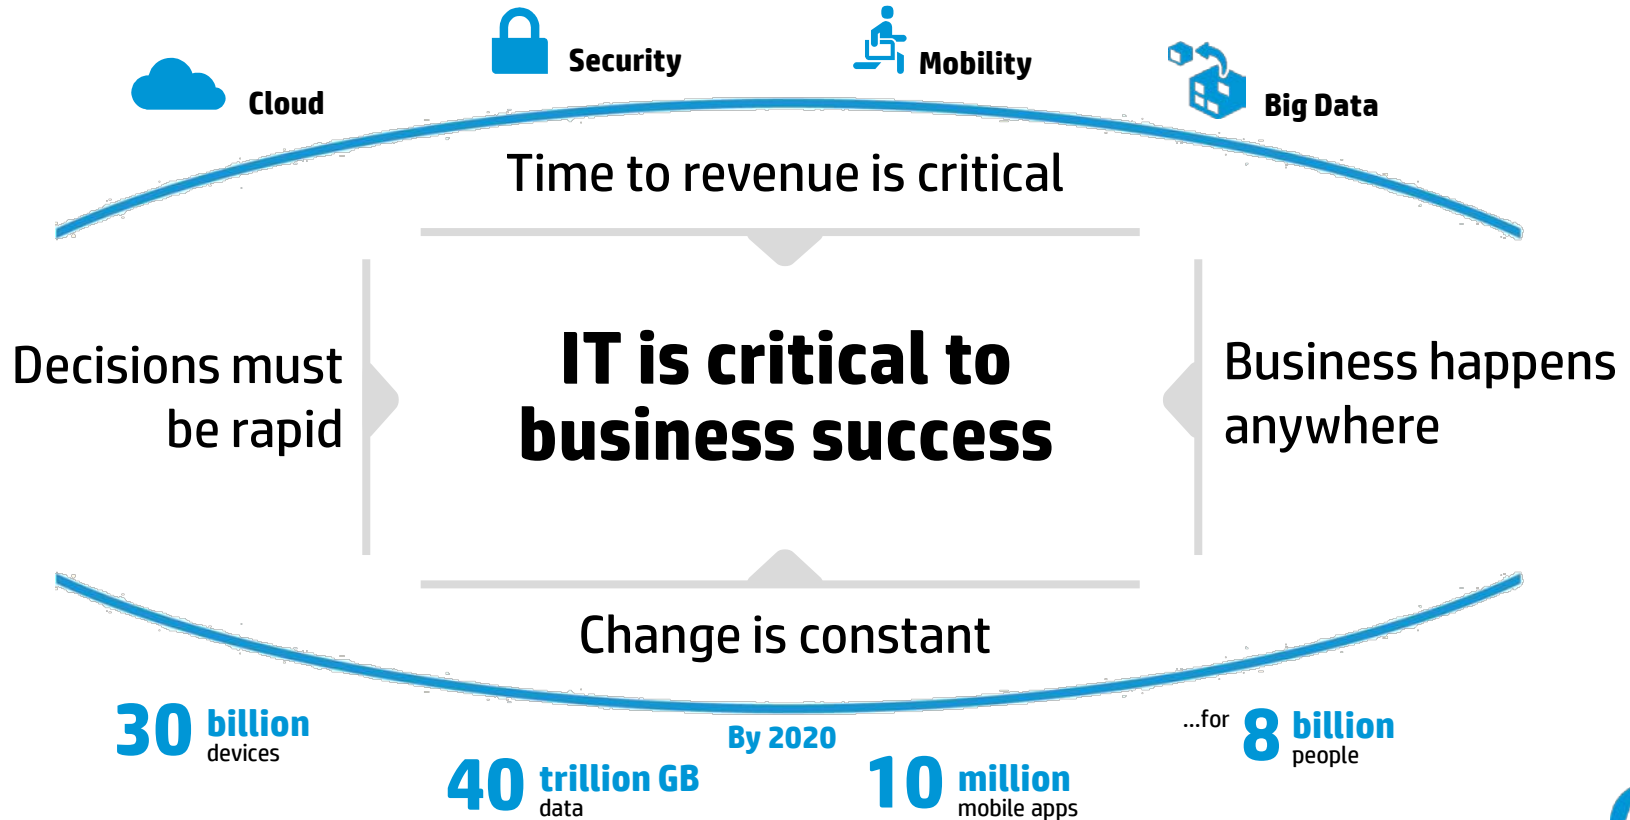 Cloud
Security
Mobility
Big Data
Time to revenue is critical
Decisions must
be rapid
IT is critical to
business success
Business happens
anywhere
Change is constant
30 billion
devices
By 2020
40 trillion GB
data
10 million
mobile apps
...for 8 billion
people